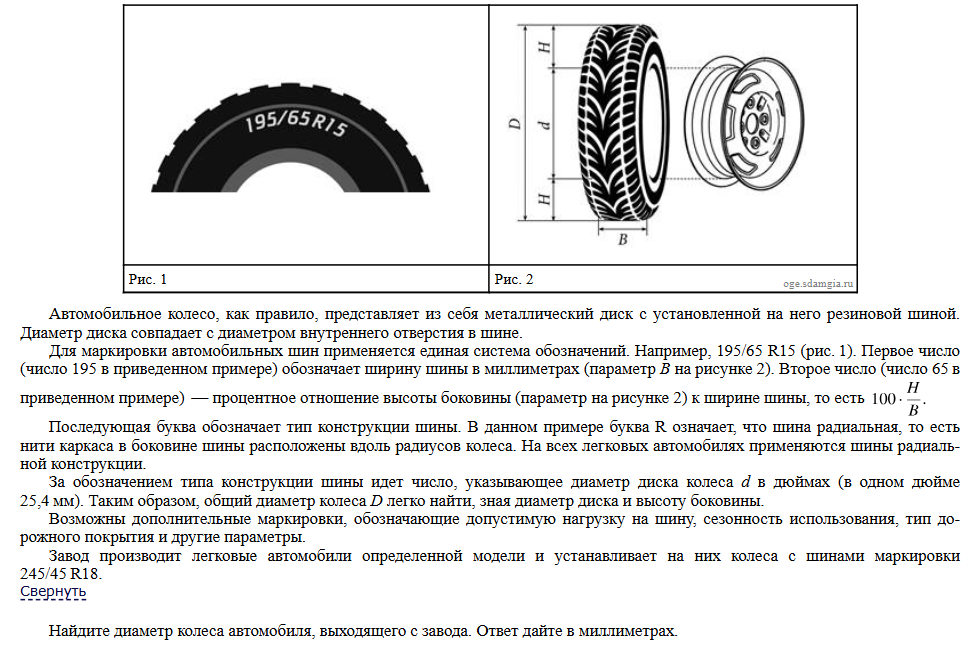 195/65R15
H
D
d
H
B
Рис. 1
Рис. 2
oge.sdamgia.ru
Автомобильное колесо, как правило, представляет из себя металлический диск с установленной на него резиновой шиной.
Диаметр диска совпадает с диаметром внутреннего отверстия в шине.
Для маркировки автомобильных шин применяется единая система обозначений. Например, 195/65 R15 (рис. 1). Первое число
(число 195 в приведенном примере) обозначает ширину шины в миллиметрах (параметр B на рисунке 2). Второе число (число 65 в
приведенном примере) — процентное отношение высоты боковины (параметр на рисунке 2) к ширине шины, то есть 100 · H/B.
Последующая буква обозначает тип конструкции шины. В данном примере буква R означает, что шина радиальная, то есть
нити каркаса в боковине шины расположены вдоль радиусов колеса. На всех легковых автомобилях применяются шины радиаль-
ной конструкции.
За обозначением типа конструкции шины идет число, указывающее диаметр диска колеса d в дюймах (в одном дюйме
25,4 мм). Таким образом, общий диаметр колеса D легко найти, зная диаметр диска и высоту боковины.
Возможны дополнительные маркировки, обозначающие допустимую нагрузку на шину, сезонность использования, тип до-
рожного покрытия и другие параметры.
Завод производит легковые автомобили определенной модели и устанавливает на них колеса с шинами маркировки
245/45 R18.
Свернуть
Найдите диаметр колеса автомобиля, выходящего с завода. Ответ дайте в миллиметрах.